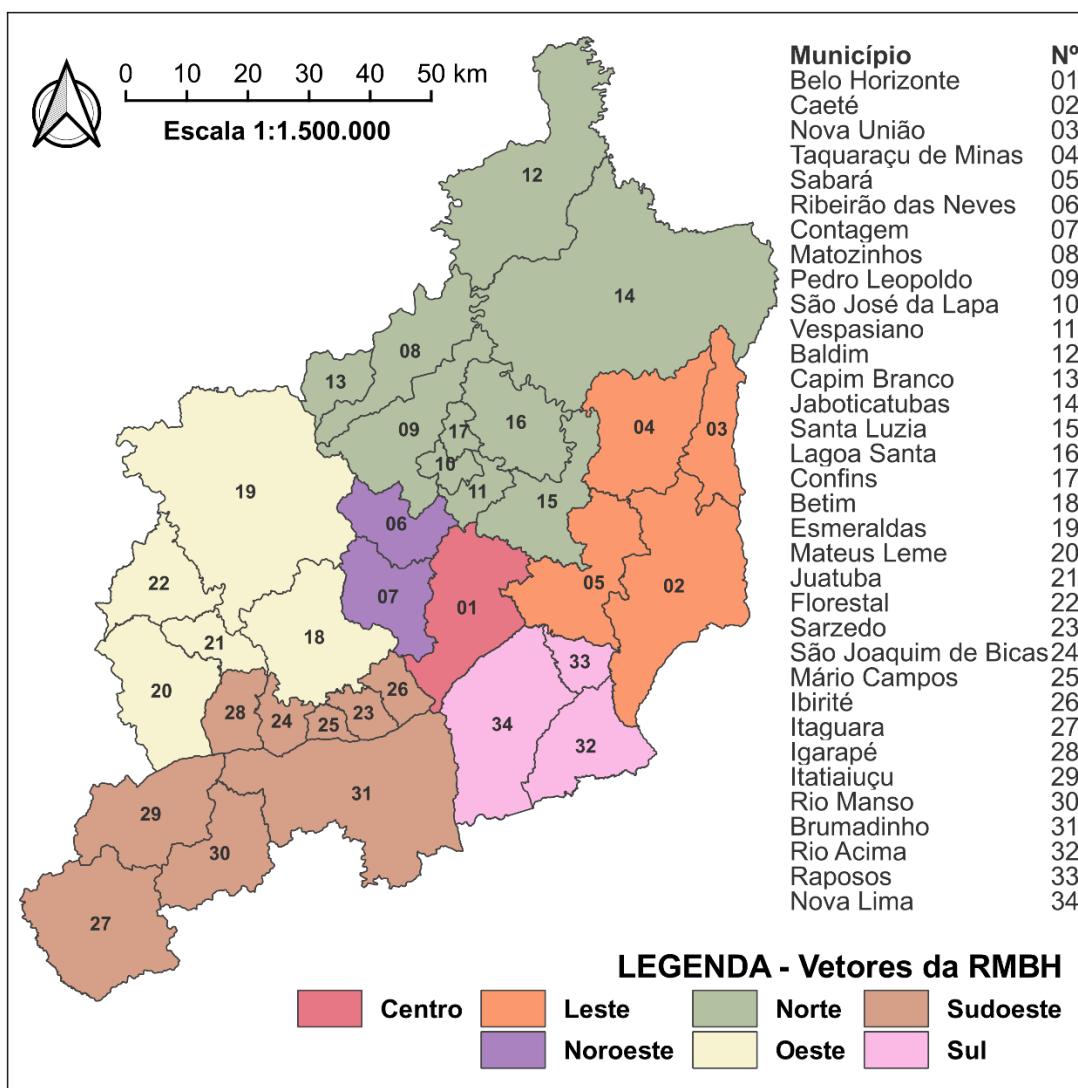 0 10 20 30 40 50 km
Escala 1:1.500.000
Município Nº
Belo Horizonte 01
Caeté 02
Nova União 03
Taquaraçu de Minas 04
Sabará 05
Ribeirão das Neves 06
Contagem 07
Matozinhos 08
Pedro Leopoldo 09
São José da Lapa 10
Vespasiano 11
Baldim 12
Capim Branco 13
Jaboticatubas 14
Santa Luzia 15
Lagoa Santa 16
Confins 17
Betim 18
Esmeraldas 19
Mateus Leme 20
Juatuba 21
Florestal 22
Sarzedo 23
São Joaquim de Bicas 24
Mário Campos 25
Ibirité 26
Itaguara 27
Igarapé 28
Itatiaiuçu 29
Rio Manso 30
Brumadinho 31
Rio Acima 32
Raposos 33
Nova Lima 34
12
14
08
13
16
09
17
04
03
10
19
11
15
06
22
07
01
05
02
18
21
33
20
26
28
24
25
23
34
32
31
29
30
27
LEGENDA - Vetores da RMBH
Centro Leste Norte Sudoeste
Noroeste Oeste Sul